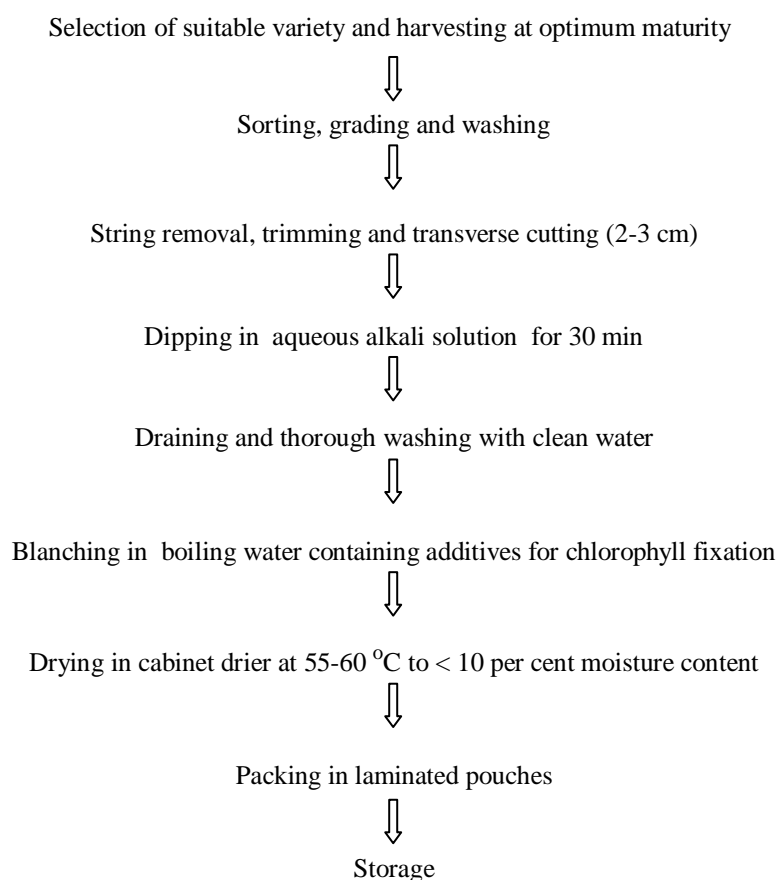 Selection of suitable variety and harvesting at optimum maturity
Sorting, grading and washing
String removal, trimming and transverse cutting (2-3 cm)
Dipping in aqueous alkali solution for 30 min
Draining and thorough washing with clean water
Blanching in boiling water containing additives for chlorophyll fixation
Drying in cabinet drier at 55-60 °C to < 10 per cent moisture content
Packing in laminated pouches
Storage